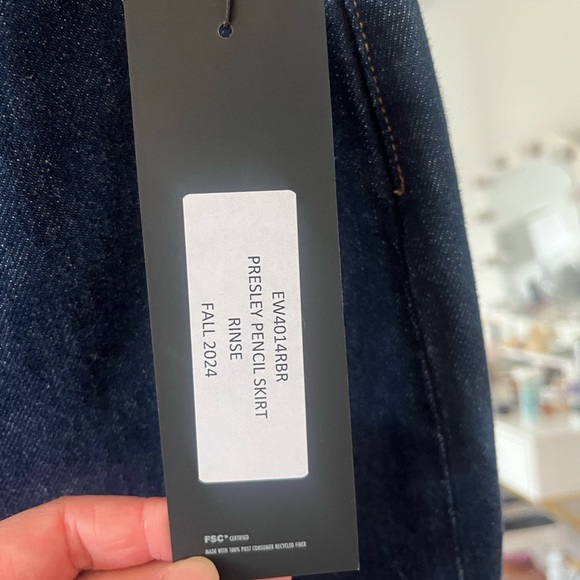 EW4014RBR
PRESLEY PENCIL SKIRT
RINSE
FALL 2024
FSC® CERTIFIED
MADE WITH 100% POST CONSUMER RECYCLED FIBER